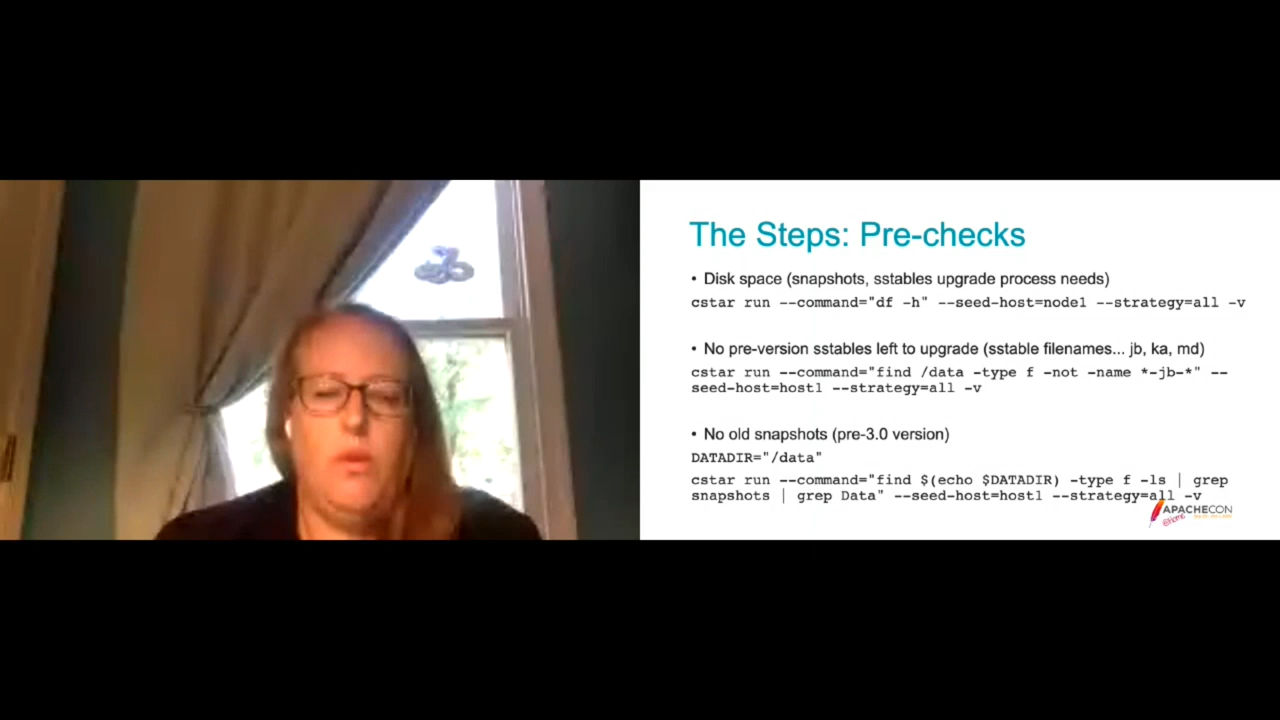 The Steps: Pre-checks
• Disk space (snapshots, sstables upgrade process needs)
cstar run --command="df -h" --seed-host=node1 --strategy=all -v
• No pre-version sstables left to upgrade (sstable filenames... jb, ka, md)
cstar run --command="find /data -type f -not -name *-jb-*" --
seed-host=host1 --strategy=all -v
• No old snapshots (pre-3.0 version)
DATADIR="/data"
cstar run --command="find $(echo $DATADIR) -type f -ls | grep
snapshots | grep Data" --seed-host=host1 --strategy=all -v
APACHECON
@Home